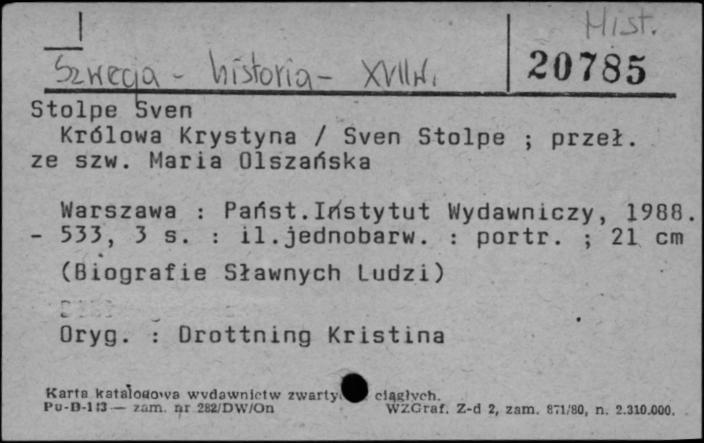 Hist.
Szwecja - historia - XVII w.
20785
Stolpe Sven
Królowa Krystyna / Sven Stolpe ; przeł.
ze szw. Maria Olszańska
Warszawa : Państ.Instytut Wydawniczy, 1988.
- 533, 3 s. : il.jednobarw. : portr. ; 21 cm
(Biografie Sławnych Ludzi)
Oryg. : Drottning Kristina
Karta katalogowa wydawnictw zwarty ciągłych.
Pu-D-113 — zam. nr 282/DW/On
WZGraf. Z-d 2, zam. 871/80, n. 2.310.000.